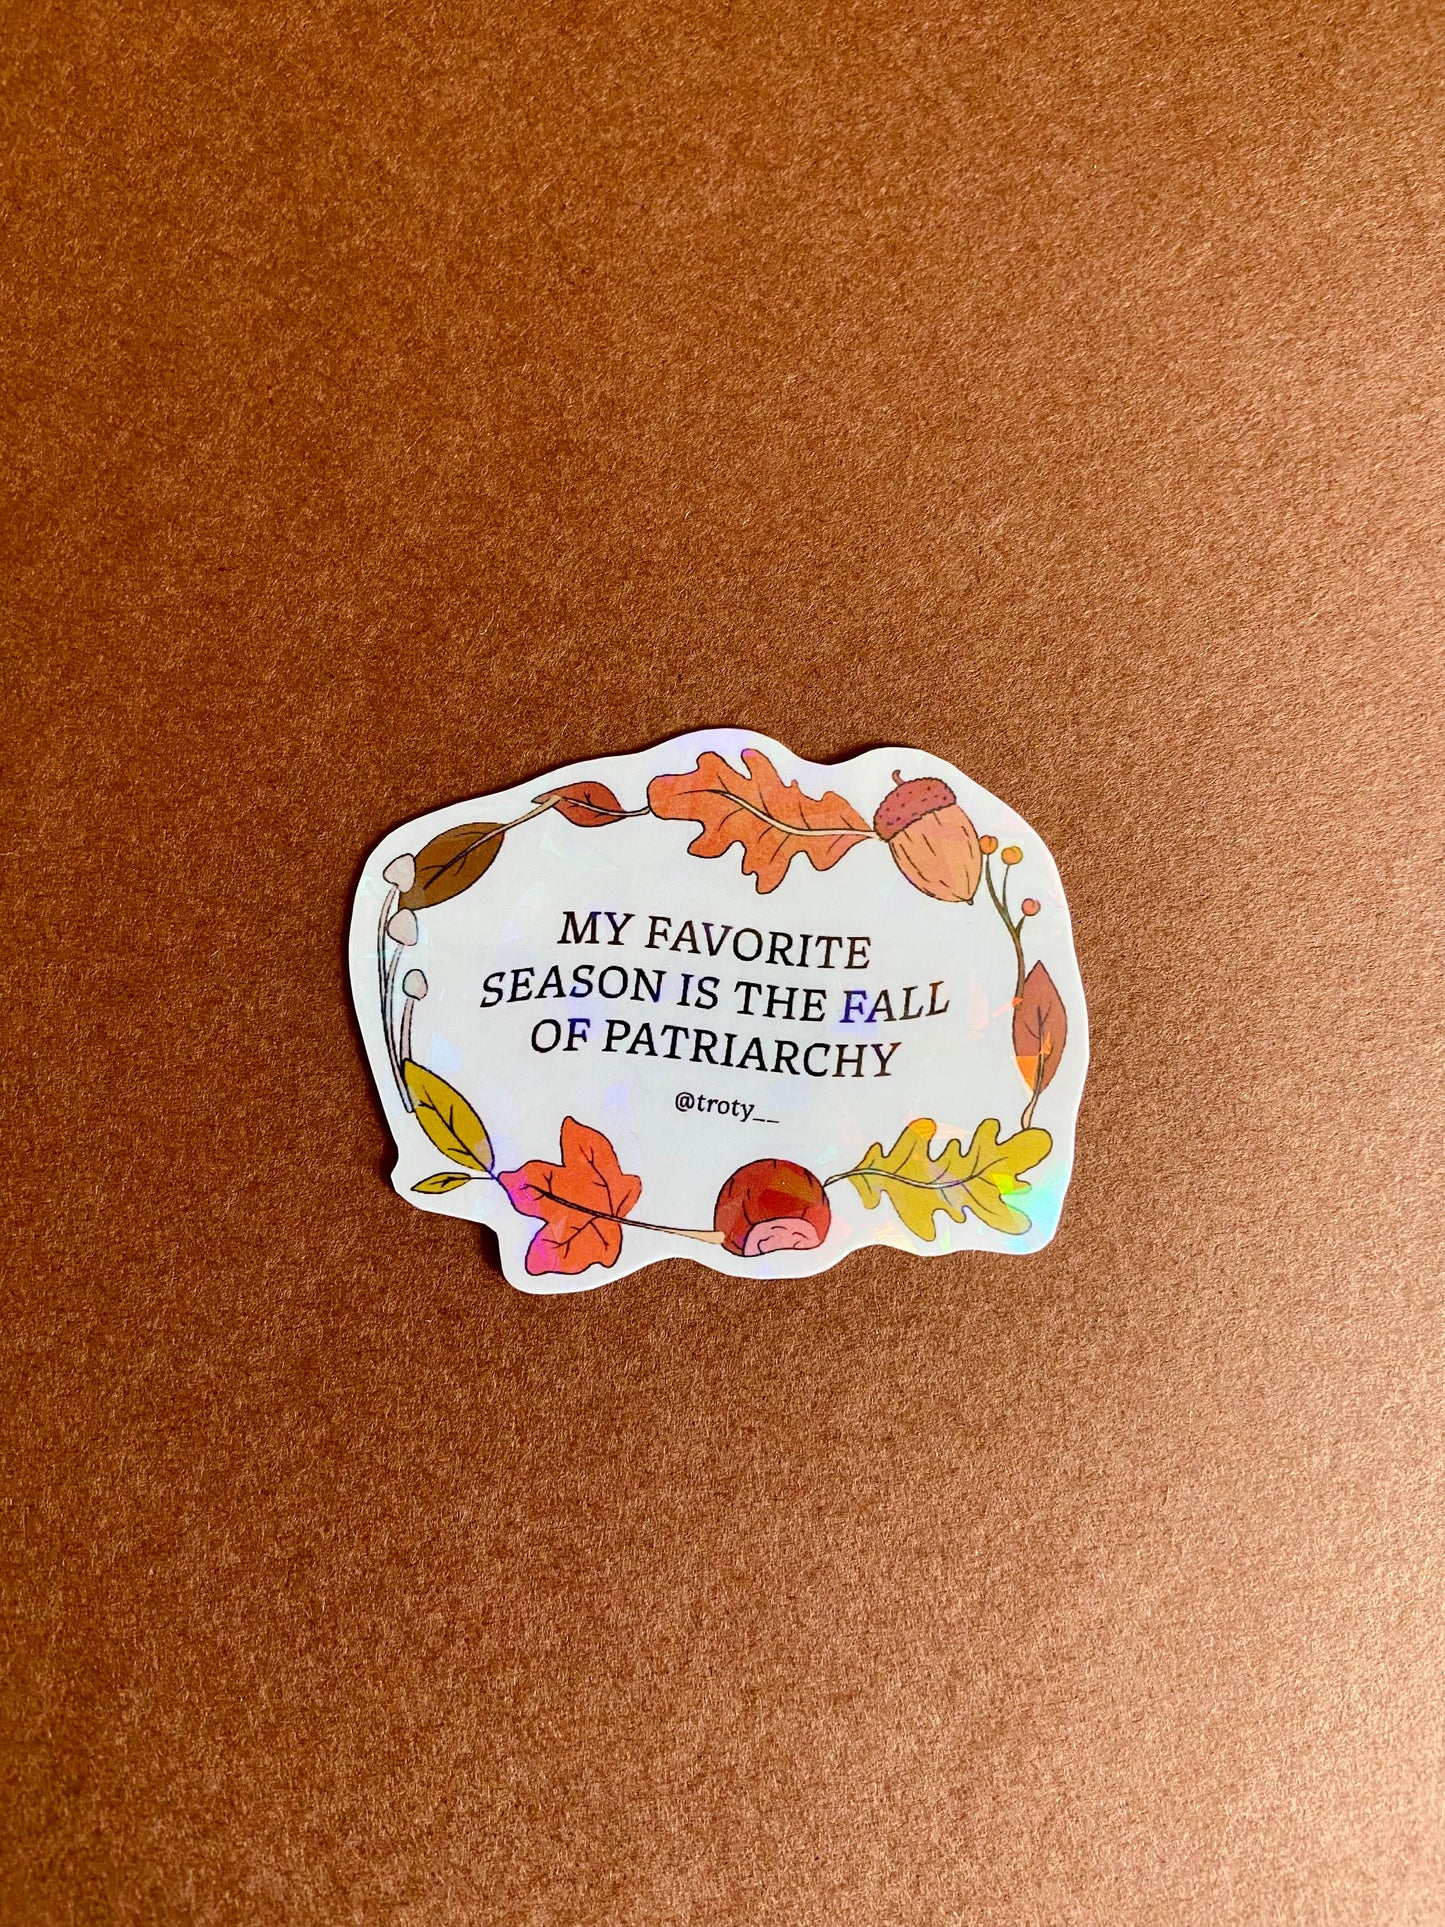 MY FAVORITE
SEASON IS THE FALL
OF PATRIARCHY
@troty__